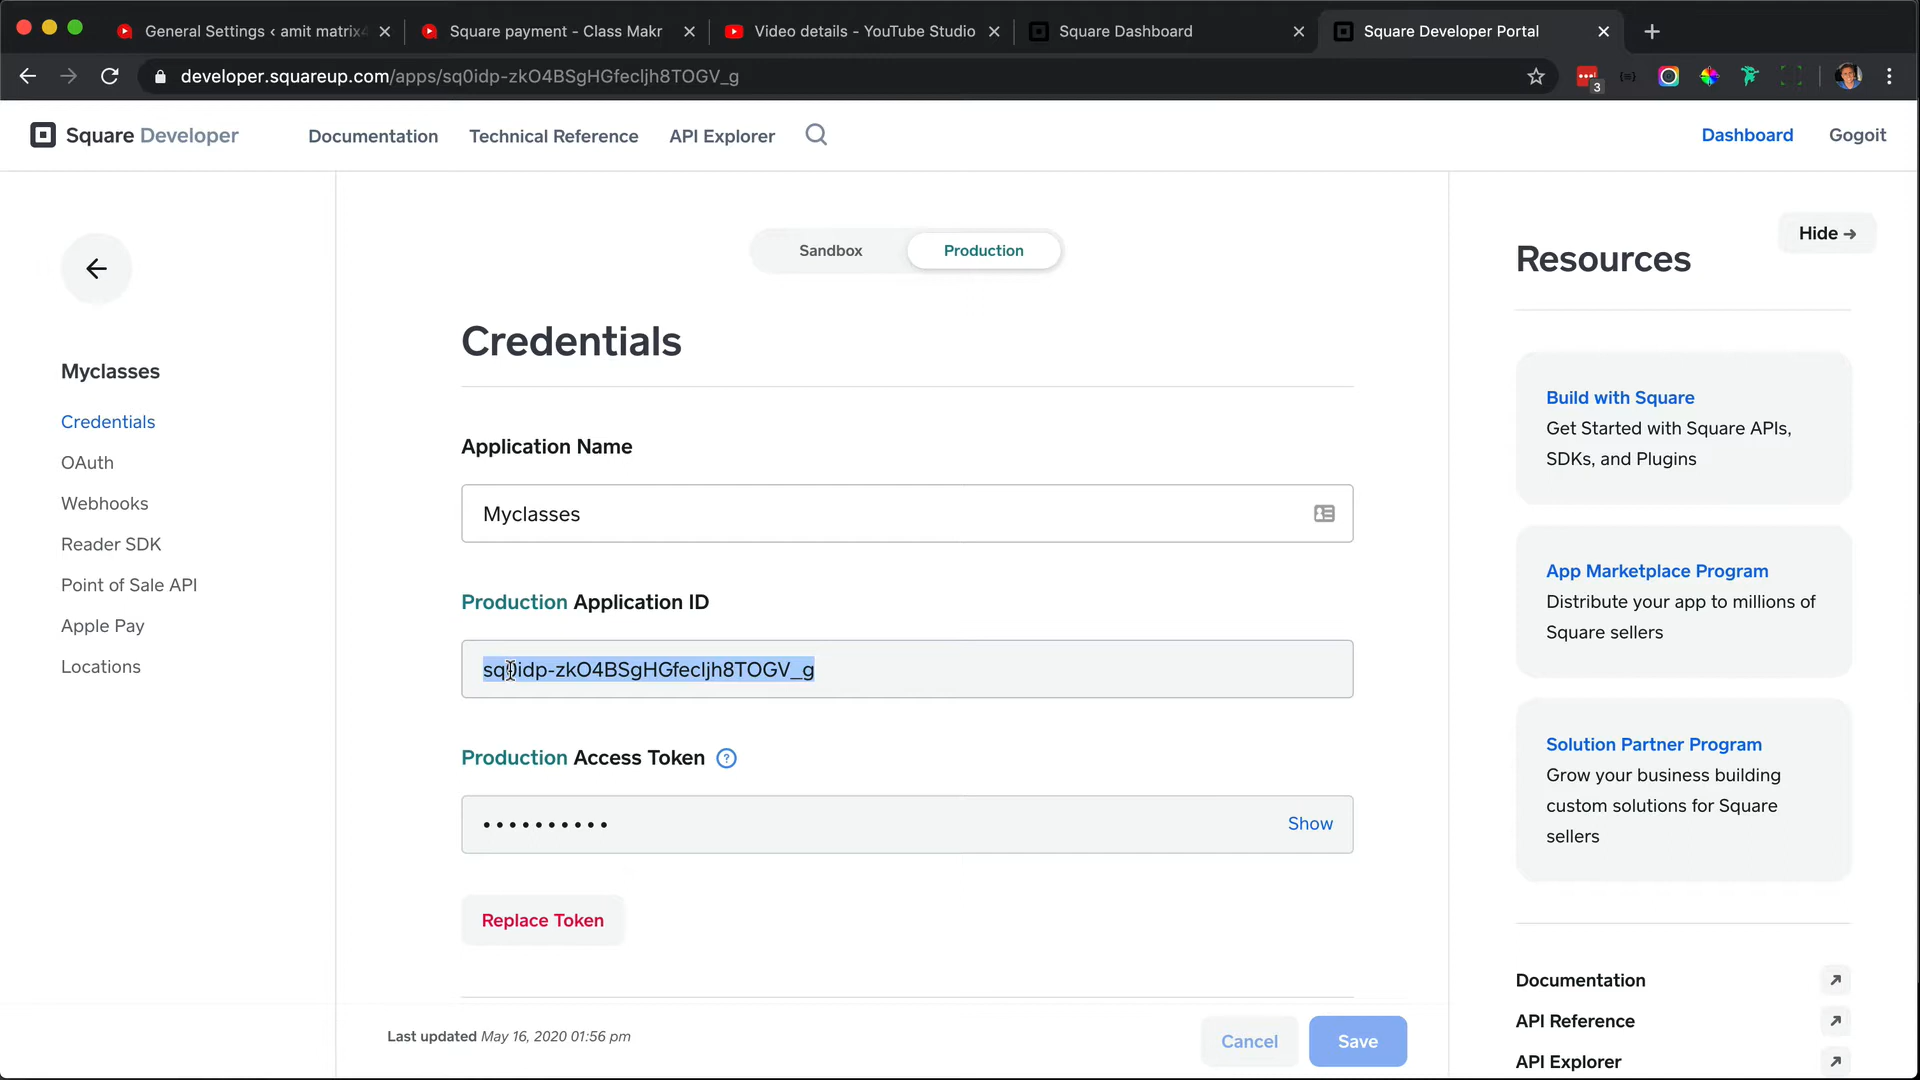 General Settings ‹ amit matrix4
Square payment - Class Makr
Video details - YouTube Studio
Square Dashboard
Square Developer Portal
developer.squareup.com/apps/sq0idp-zkO4BSgHGfecIjh8TOGV_g
3
Square Developer
Documentation
Technical Reference
API Explorer
Dashboard
Gogoit
Sandbox
Production
Hide →
Resources
Credentials
Myclasses
Credentials
OAuth
Webhooks
Reader SDK
Point of Sale API
Apple Pay
Locations
Application Name
Myclasses
Production Application ID
sq0idp-zkO4BSgHGfecIjh8TOGV_g
Production Access Token ?
••••••••••
Show
Replace Token
Last updated May 16, 2020 01:56 pm
Cancel
Save
Build with Square
Get Started with Square APIs,
SDKs, and Plugins
App Marketplace Program
Distribute your app to millions of
Square sellers
Solution Partner Program
Grow your business building
custom solutions for Square
sellers
Documentation
API Reference
API Explorer